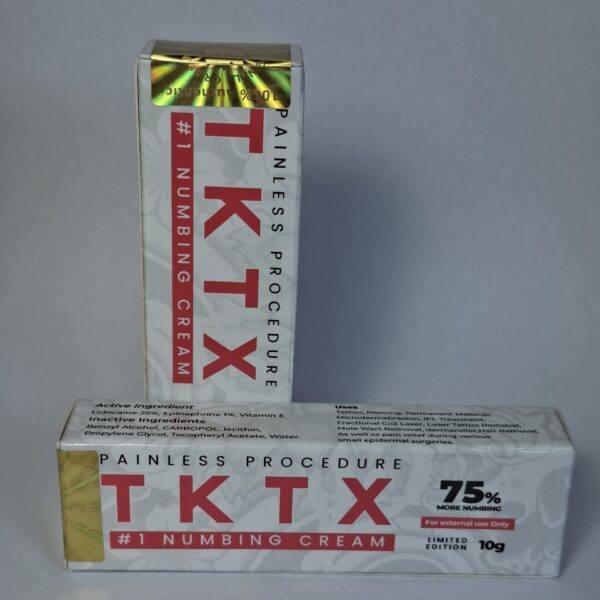 100% Authentic
PAINLESS PROCEDURE
TKTX
#1 NUMBING CREAM
Active Ingredient
Lidocaine 25%, Epinephrine 1%, Vitamin E
Inactive Ingredients
Benzyl Alcohol, CARBOPOL, lecithin,
Propylene Glycol, Tocopheryl Acetate, Water.
Uses
Tattoo, Piercing, Permanent Makeup,
Microdermabrasion, IPL Treatment,
Fractional Co2 Laser, Laser Tattoo Removal,
Mole Wart Removal, dermaroller,Hair Removal.
As well as pain relief during various
small epidermal surgeries.
PAINLESS PROCEDURE
TKTX
#1 NUMBING CREAM
75%
MORE NUMBING
For external use Only
LIMITED
EDITION 10g